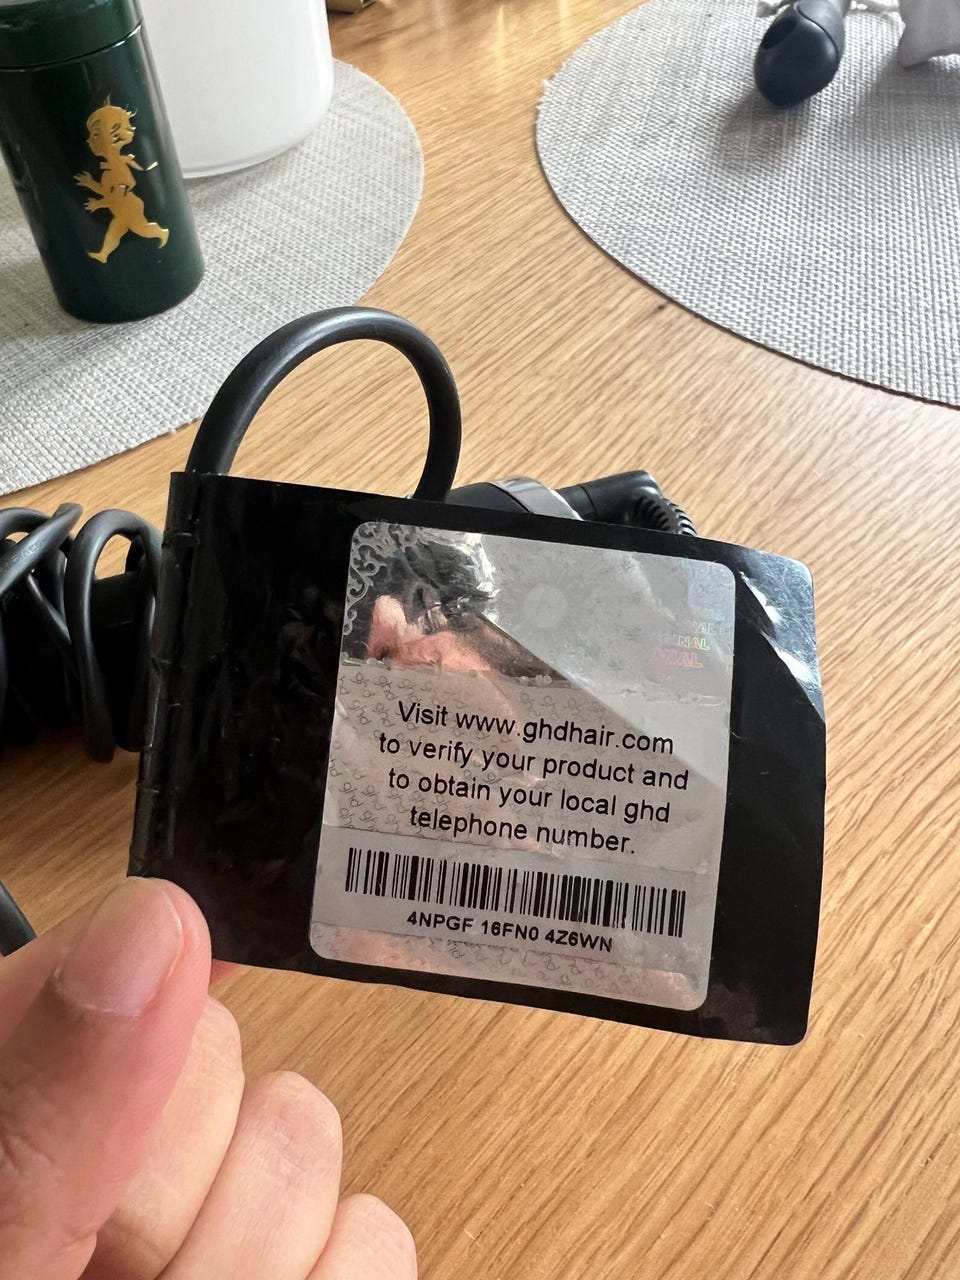 ORIGINAL
Visit www.ghdhair.com
to verify your product and
to obtain your local ghd
telephone number.
4NPGF 16FN0 4Z6WN